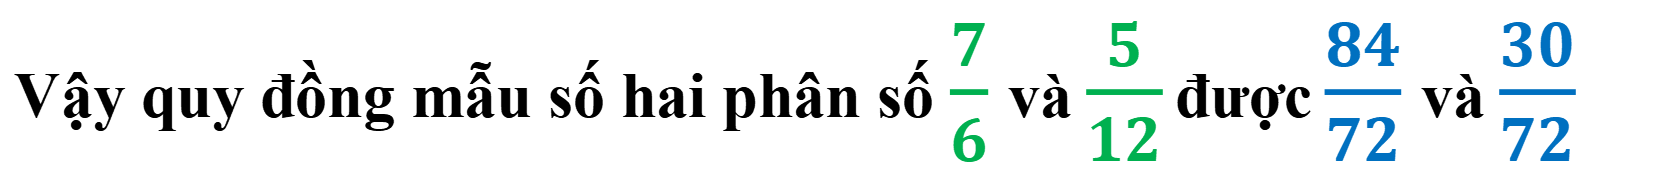 Vậy quy đồng mẫu số hai phân số 7/6 và 5/12 được 84/72 và 30/72